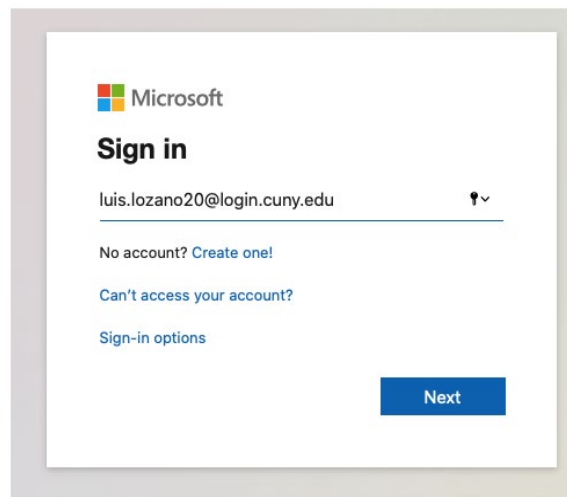 Microsoft
Sign in
luis.lozano20@login.cuny.edu
No account? Create one!
Can't access your account?
Sign-in options
Next